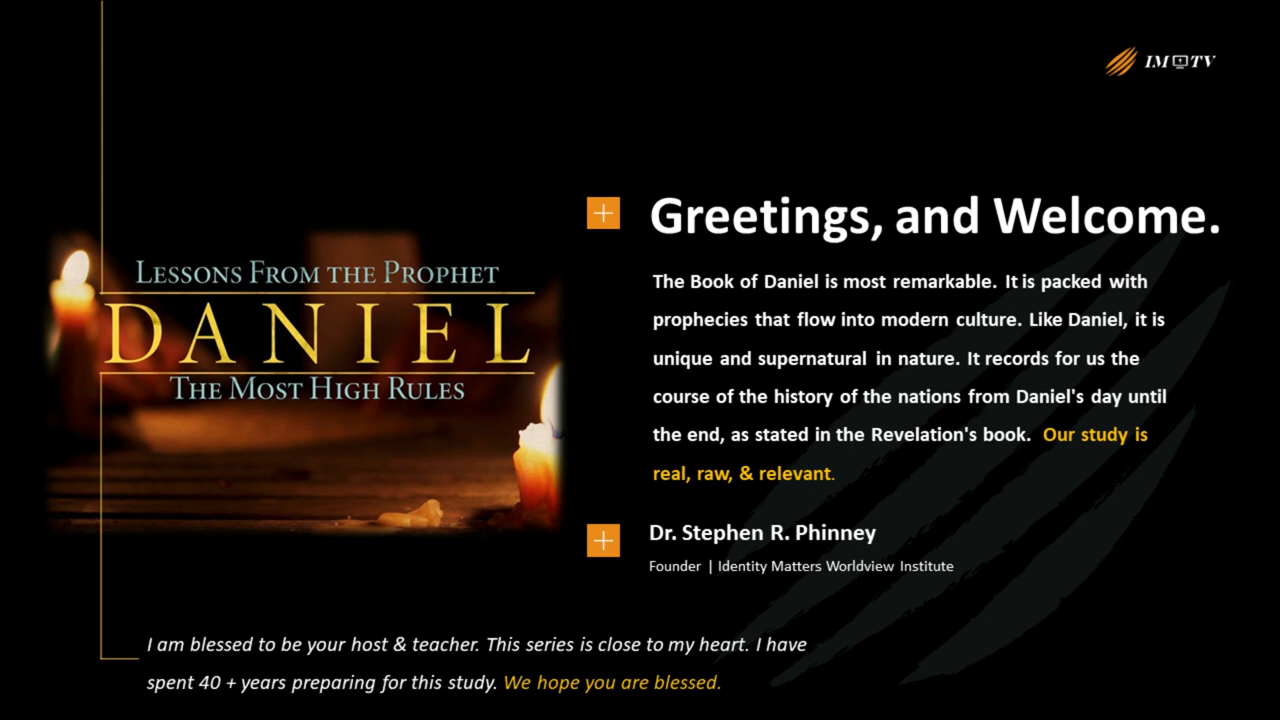 IM TV
LESSONS FROM THE PROPHET
DANIEL
THE MOST HIGH RULES
Greetings, and Welcome.
The Book of Daniel is most remarkable. It is packed with
prophecies that flow into modern culture. Like Daniel, it is
unique and supernatural in nature. It records for us the
course of the history of the nations from Daniel's day until
the end, as stated in the Revelation's book. Our study is
real, raw, & relevant.
Dr. Stephen R. Phinney
Founder | Identity Matters Worldview Institute
I am blessed to be your host & teacher. This series is close to my heart. I have
spent 40 + years preparing for this study. We hope you are blessed.